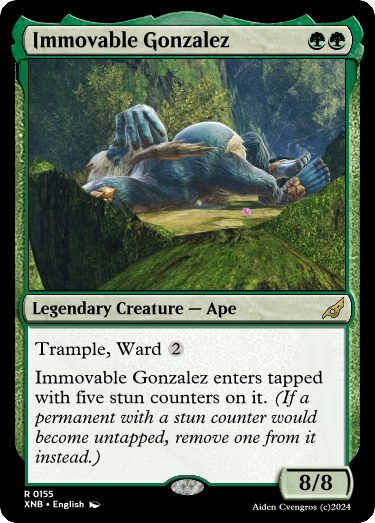 Immovable Gonzalez
Legendary Creature — Ape
Trample, Ward 2
Immovable Gonzalez enters tapped
with five stun counters on it. (If a
permanent with a stun counter would
become untapped, remove one from it
instead.)
8/8
R 0155
XNB • English
Aiden Cvengros (c)2024